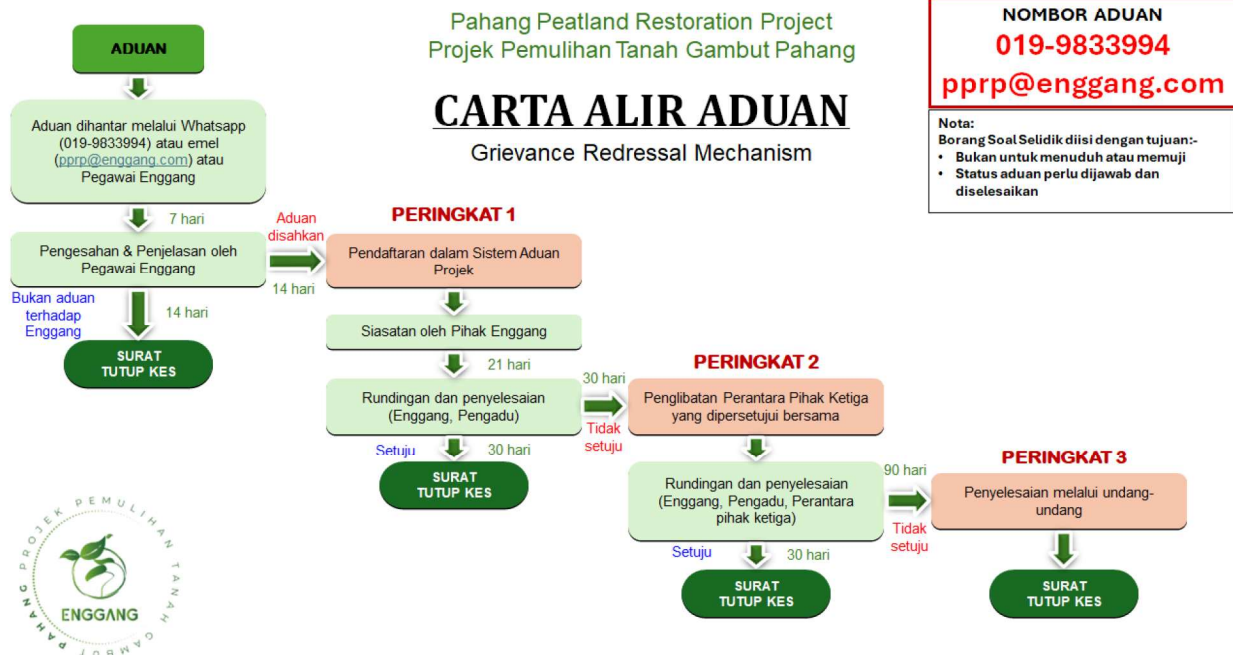 Pahang Peatland Restoration Project
Projek Pemulihan Tanah Gambut Pahang
CARTA ALIR ADUAN
Grievance Redressal Mechanism
NOMBOR ADUAN
019-9833994
pprp@enggang.com
Nota:
Borang Soal Selidik diisi dengan tujuan:-
• Bukan untuk menuduh atau memuji
• Status aduan perlu dijawab dan
diselesaikan
ADUAN
Aduan dihantar melalui Whatsapp
(019-9833994) atau emel
(pprp@enggang.com) atau
Pegawai Enggang
7 hari
Pengesahan & Penjelasan oleh
Pegawai Enggang
Bukan aduan
terhadap
Enggang
14 hari
SURAT
TUTUP KES
Aduan
disahkan
14 hari
PERINGKAT 1
Pendaftaran dalam Sistem Aduan
Projek
Siasatan oleh Pihak Enggang
21 hari
Rundingan dan penyelesaian
(Enggang, Pengadu)
Setuju
30 hari
SURAT
TUTUP KES
30 hari
Tidak
setuju
PERINGKAT 2
Penglibatan Perantara Pihak Ketiga
yang dipersetujui bersama
Rundingan dan penyelesaian
(Enggang, Pengadu, Perantara
pihak ketiga)
Setuju
30 hari
SURAT
TUTUP KES
90 hari
Tidak
setuju
PERINGKAT 3
Penyelesaian melalui undang-
undang
SURAT
TUTUP KES
PROJEK PEMULIHAN TANAH GAMBUT PAHANG
ENGGANG